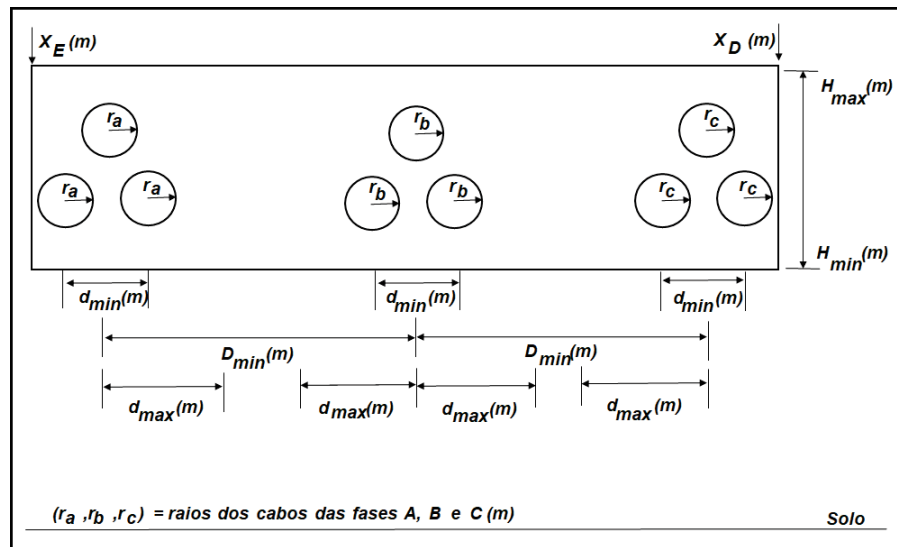 X_E (m) X_D (m)
H_max (m)
r_a r_b r_c
r_a r_a r_b r_b r_c r_c
H_min (m)
d_min (m) d_min (m) d_min (m)
D_min (m) D_min (m)
d_max (m) d_max (m) d_max (m) d_max (m)
(r_a ,r_b ,r_c) = raios dos cabos das fases A, B e C (m) Solo